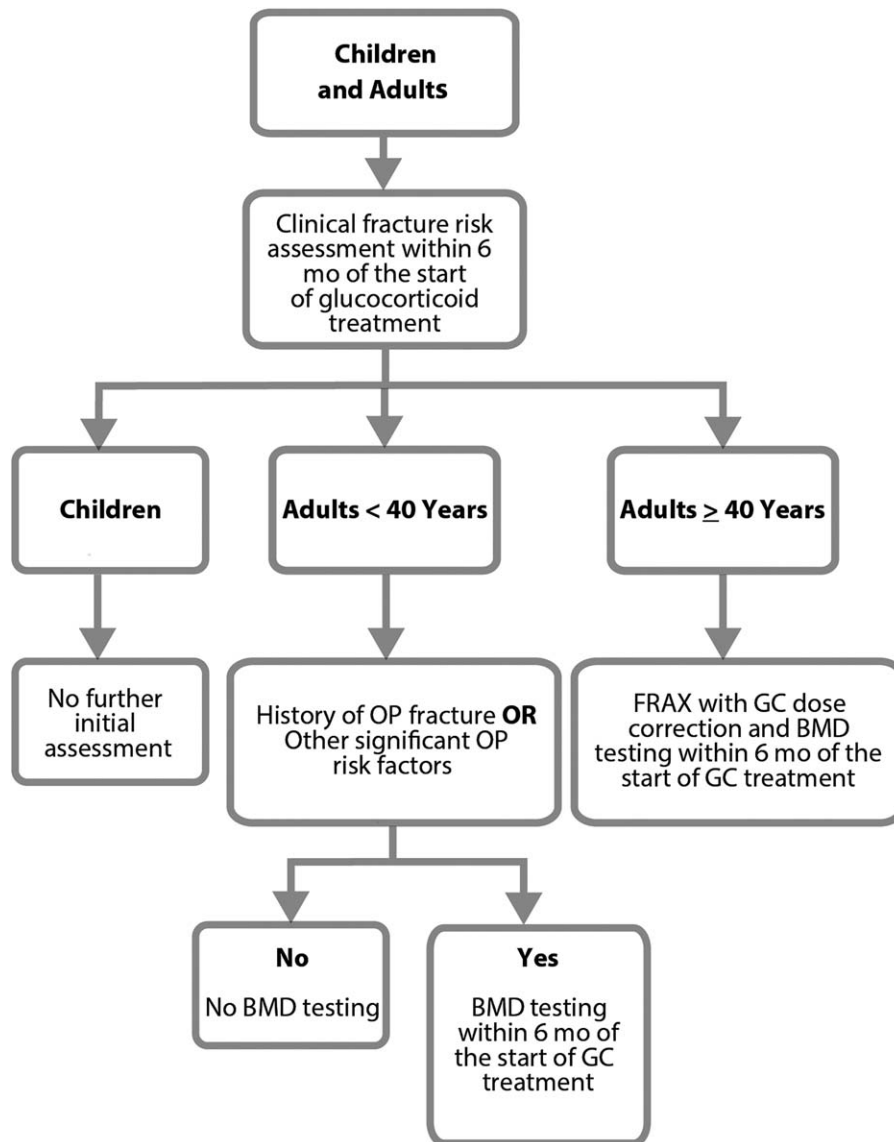 Children
and Adults
Clinical fracture risk
assessment within 6
mo of the start
of glucocorticoid
treatment
Children
Adults < 40 Years
Adults ≥ 40 Years
No further
initial
assessment
History of OP fracture OR
Other significant OP
risk factors
FRAX with GC dose
correction and BMD
testing within 6 mo of the
start of GC treatment
No
No BMD testing
Yes
BMD testing
within 6 mo of
the start of GC
treatment